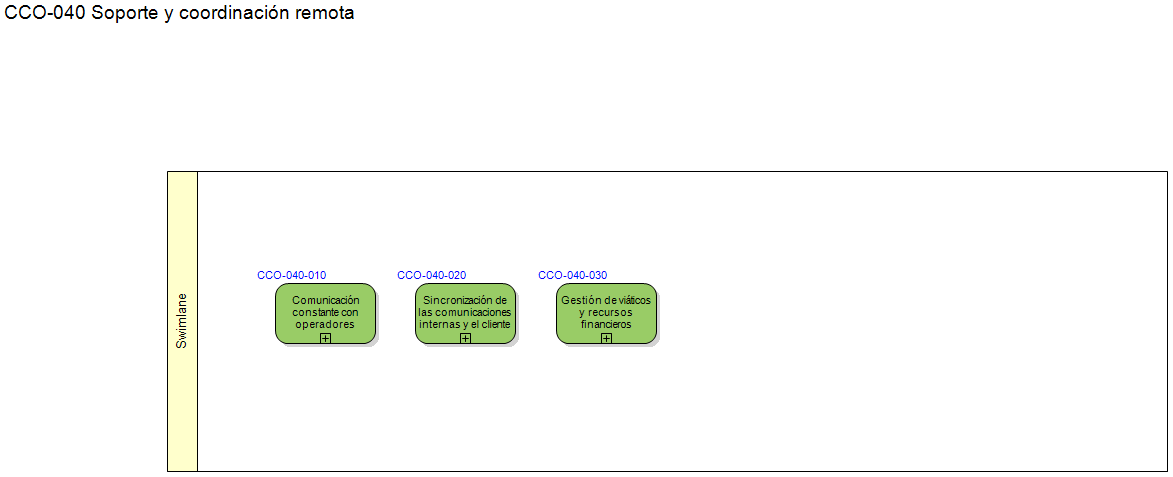 CCO-040 Soporte y coordinación remota
Swimlane
CCO-040-010
Comunicación
constante con
operadores
CCO-040-020
Sincronización de
las comunicaciones
internas y el cliente
CCO-040-030
Gestión de viáticos
y recursos
financieros